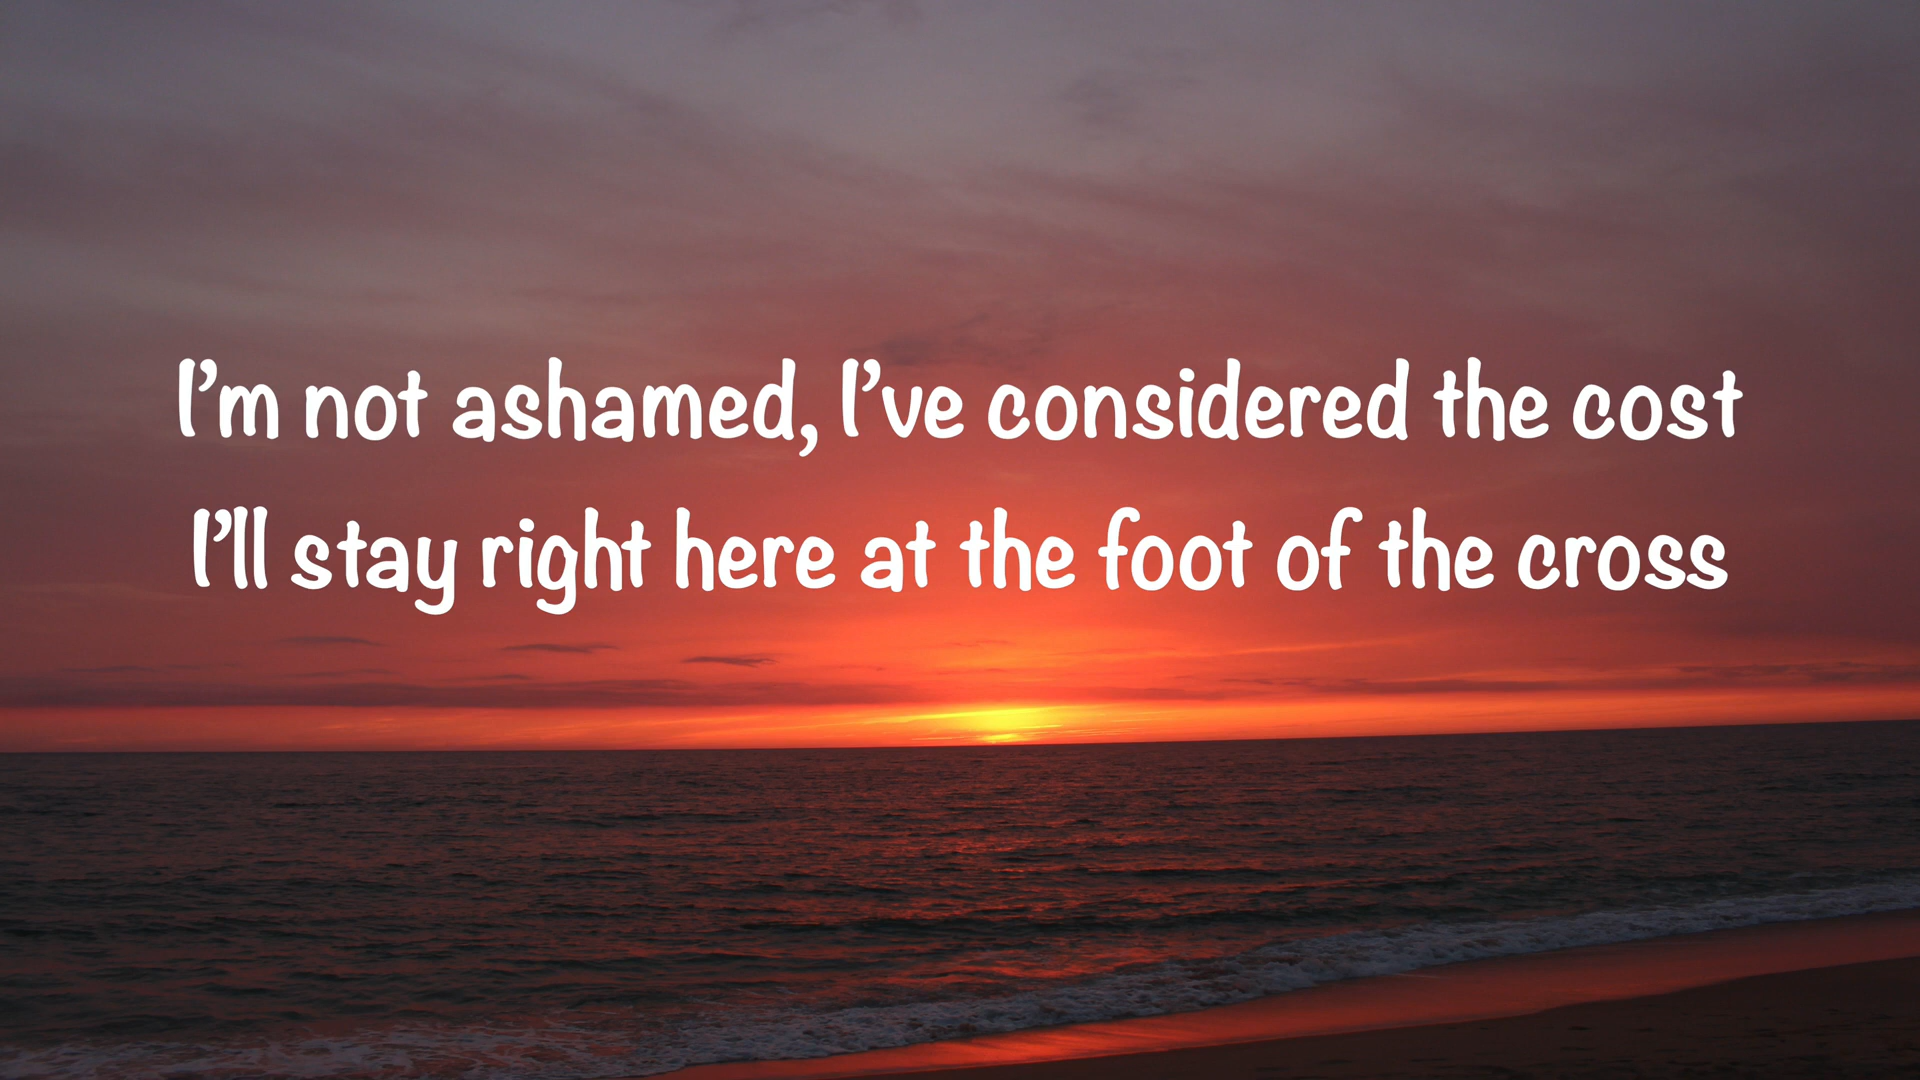 I'm not ashamed, I've considered the cost
I'll stay right here at the foot of the cross